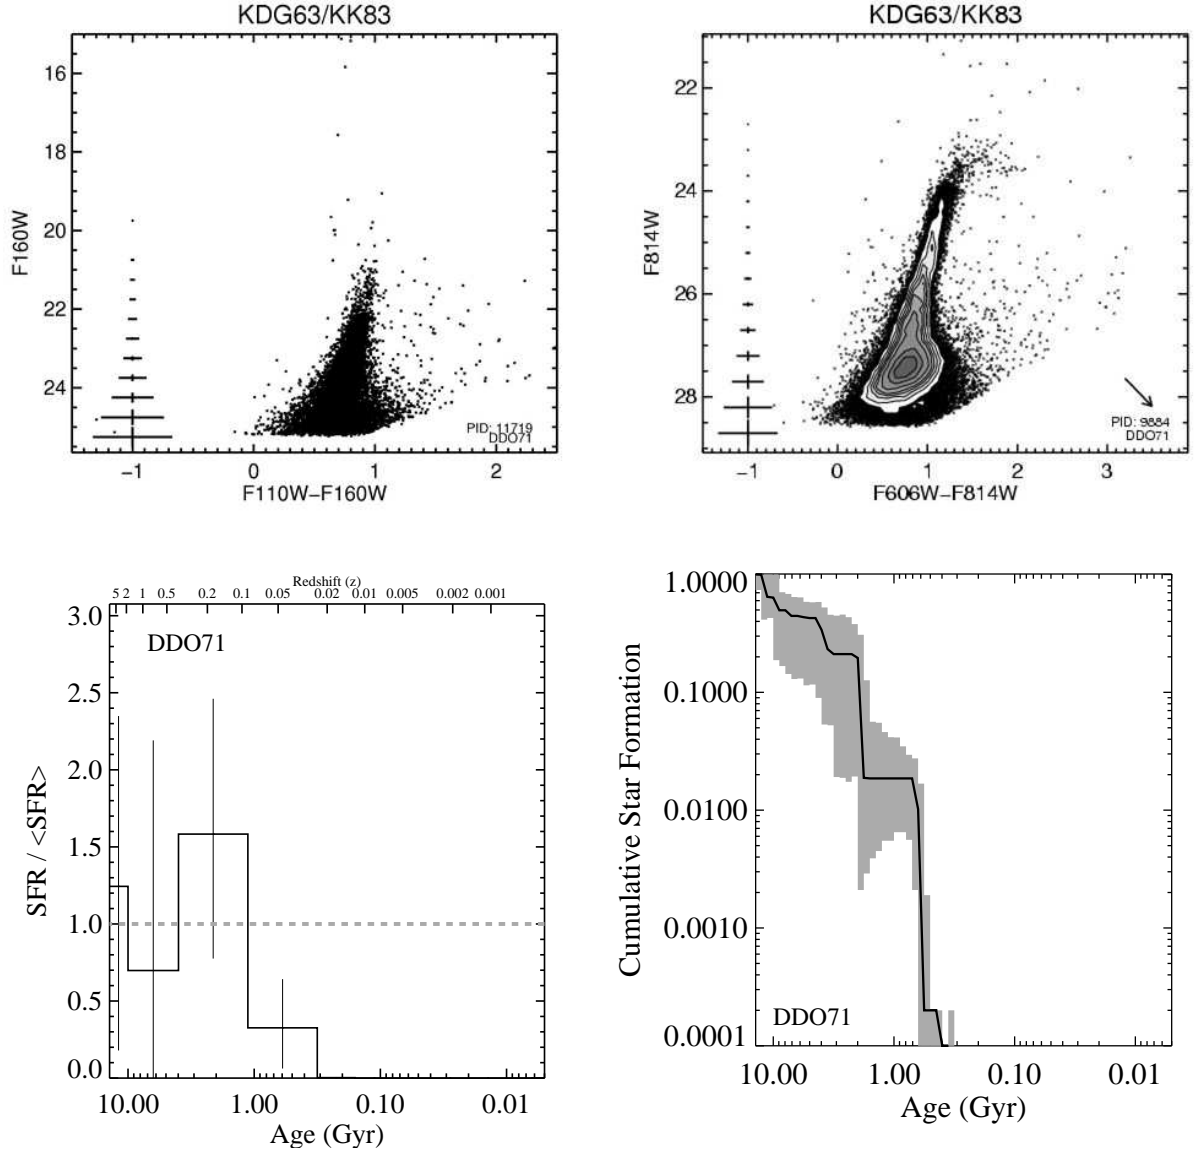 KDG63/KK83
16
18
20
22
24
F160W
PID: 11719
DDO71
−1 0 1 2
F110W−F160W
KDG63/KK83
22
24
26
28
F814W
PID: 9884
DDO71
−1 0 1 2 3
F606W−F814W
Redshift (z)
5 2 1 0.5 0.2 0.1 0.05 0.02 0.01 0.005 0.002 0.001
DDO71
3.0
2.5
2.0
1.5
1.0
0.5
0.0
SFR / <SFR>
10.00 1.00 0.10 0.01
Age (Gyr)
1.0000
0.1000
0.0100
0.0010
0.0001
Cumulative Star Formation
DDO71
10.00 1.00 0.10 0.01
Age (Gyr)